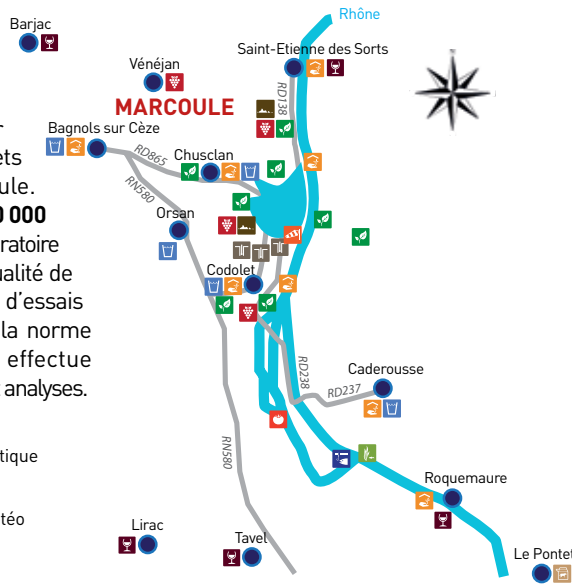 Barjac
Rhône
Saint-Etienne des Sorts
Vénéjan
MARCOULE
RD138
Bagnols sur Cèze
ets
RD865
Chusclan
ule.
RN580
0 000
Orsan
ratoire
ualité de
Codolet
d'essais
la norme
effectue
RD238
Caderousse
analyses.
RD237
RN580
tique
Roquemaure
téo
Lirac
Tavel
Le Pontet